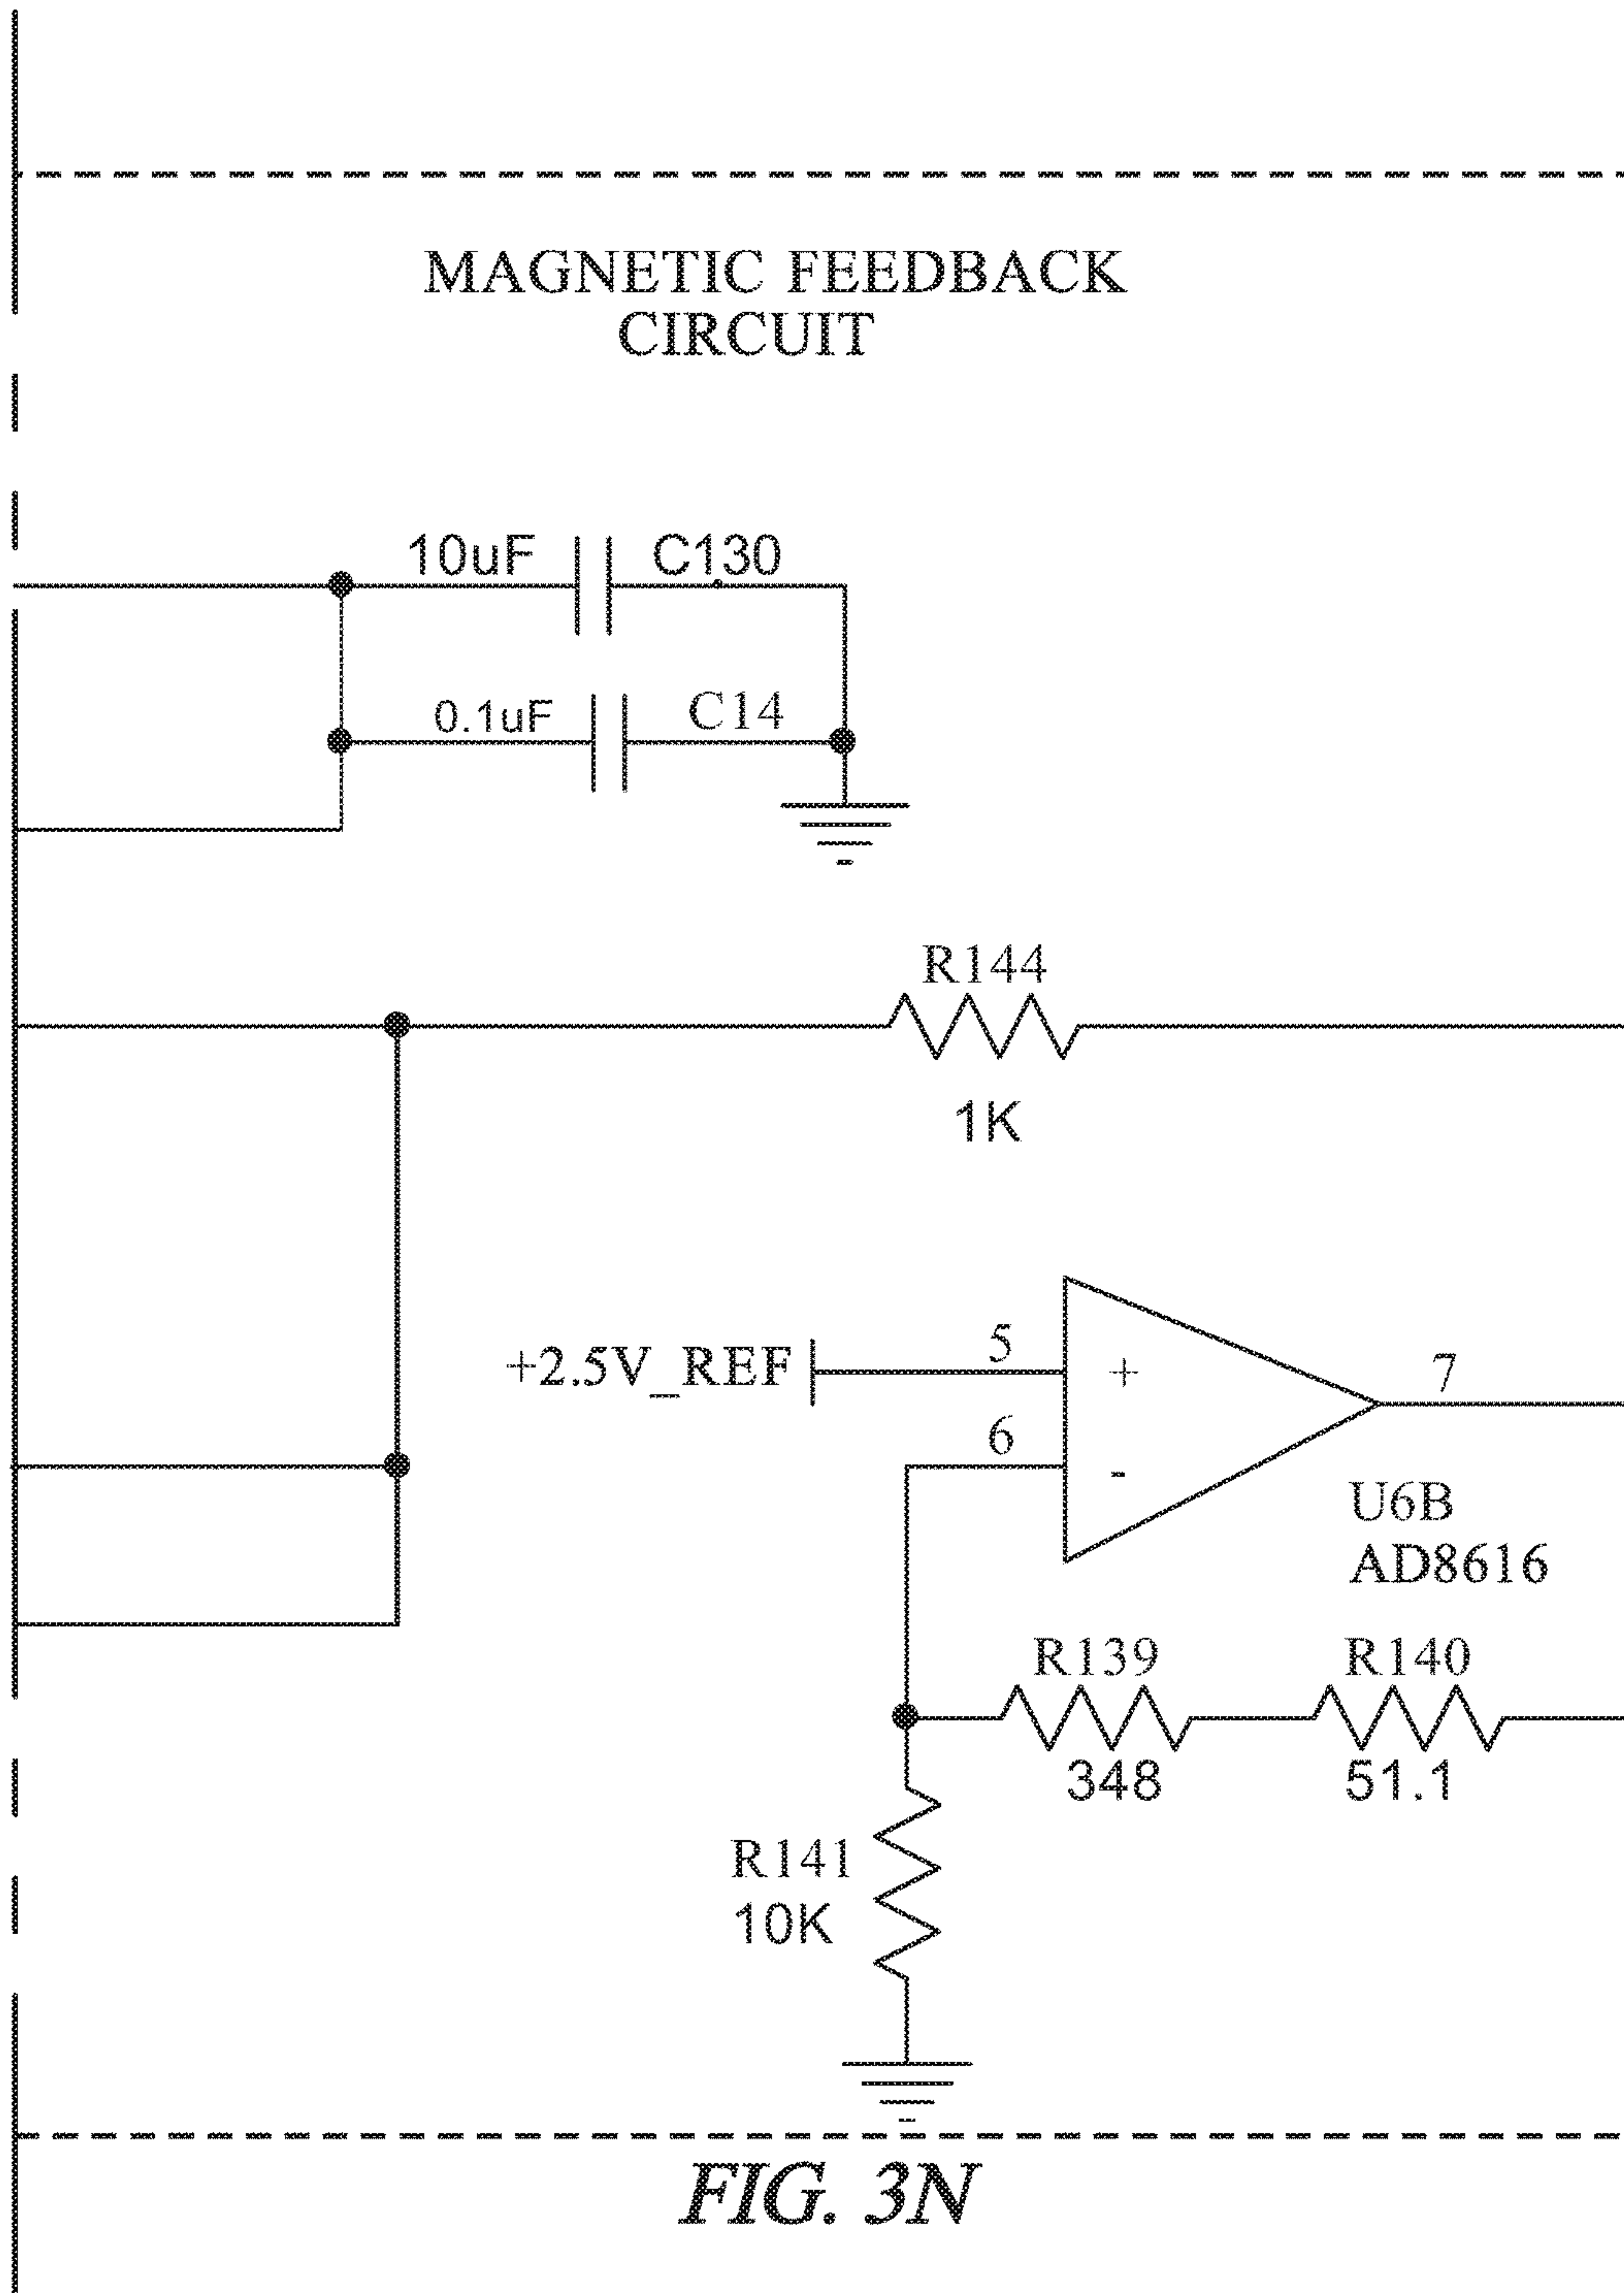 MAGNETIC FEEDBACK
CIRCUIT
10uF
C130
0.1uF
C14
R144
1K
+2.5V_REF
5
+
7
6
-
U6B
AD8616
R139
R140
348
51.1
R141
10K
FIG. 3N